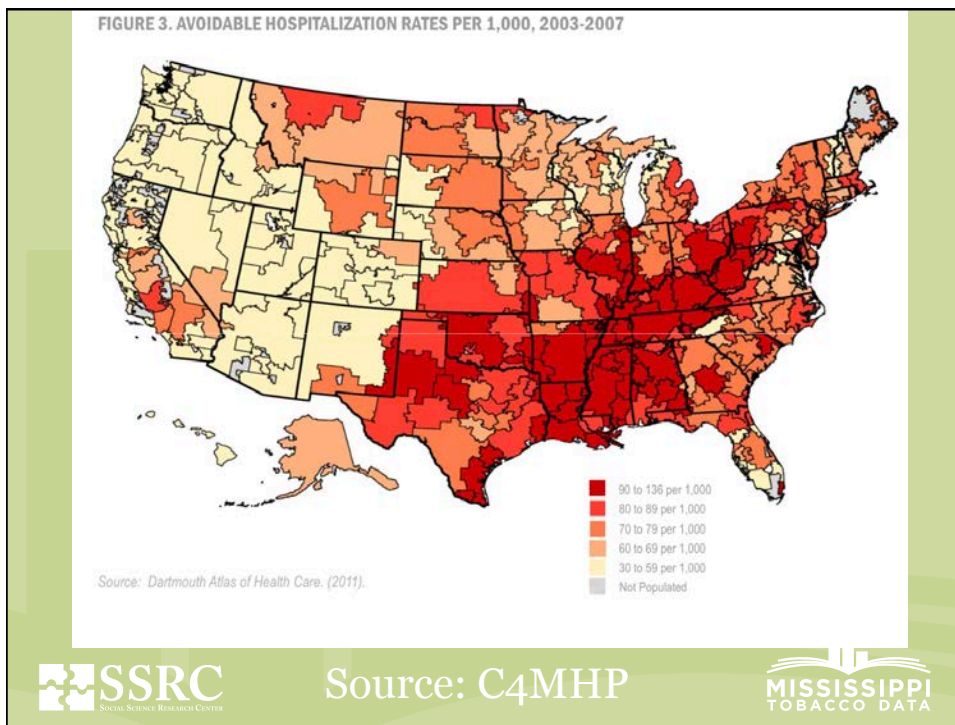 FIGURE 3. AVOIDABLE HOSPITALIZATION RATES PER 1,000, 2003-2007
90 to 136 per 1,000
80 to 89 per 1,000
70 to 79 per 1,000
60 to 69 per 1,000
30 to 59 per 1,000
Not Populated
Source: Dartmouth Atlas of Health Care. (2011).
SSRC
SOCIAL SCIENCE RESEARCH CENTER
Source: C4MHP
MISSISSIPPI
TOBACCO DATA